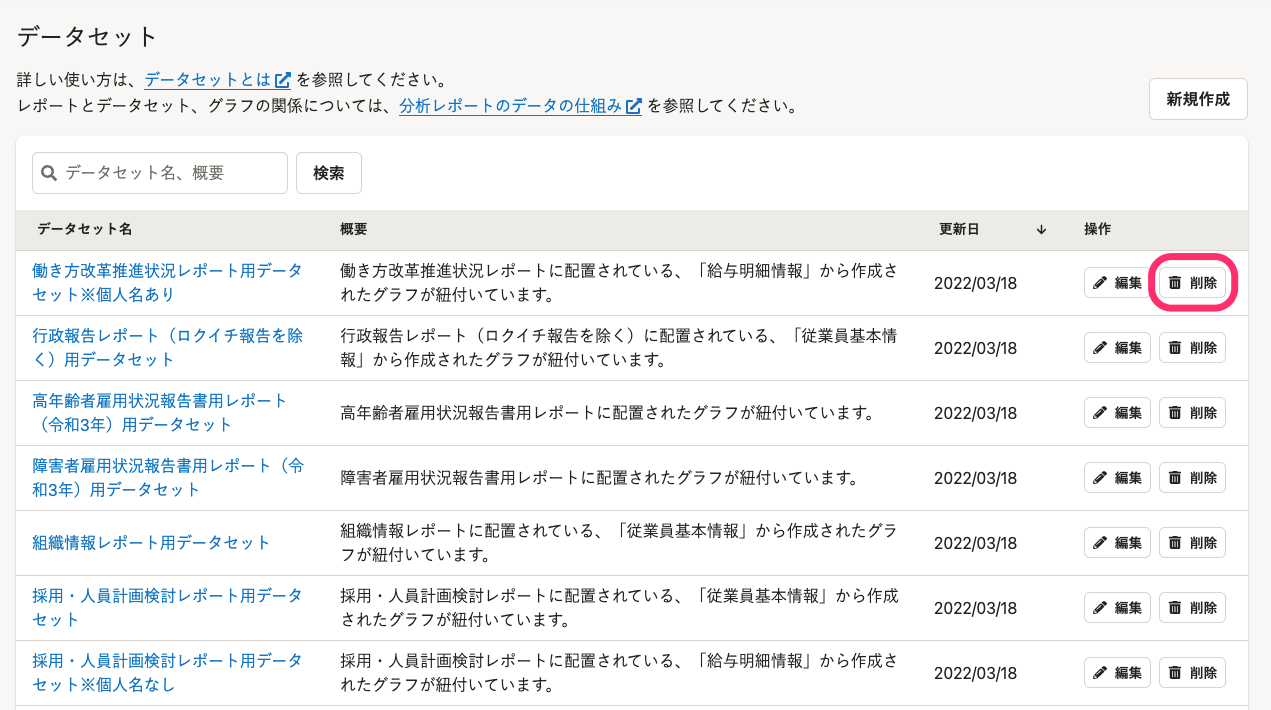 データセット
詳しい使い方は、データセットとは を参照してください。
レポートとデータセット、グラフの関係については、分析レポートのデータの仕組み を参照してください。
新規作成
データセット名、概要
検索
データセット名 概要 更新日 ↓ 操作
働き方改革推進状況レポート用データ
セット※個人名あり
働き方改革推進状況レポートに配置されている、「給与明細情報」から作成さ
れたグラフが紐付いています。
2022/03/18 編集 削除
行政報告レポート（ロクイチ報告を除
く）用データセット
行政報告レポート（ロクイチ報告を除く）に配置されている、「従業員基本情
報」から作成されたグラフが紐付いています。
2022/03/18 編集 削除
高年齢者雇用状況報告書用レポート
（令和3年）用データセット
高年齢者雇用状況報告書用レポートに配置されたグラフが紐付いています。
2022/03/18 編集 削除
障害者雇用状況報告書用レポート（令
和3年）用データセット
障害者雇用状況報告書用レポートに配置されたグラフが紐付いています。
2022/03/18 編集 削除
組織情報レポート用データセット
組織情報レポートに配置されている、「従業員基本情報」から作成されたグラ
フが紐付いています。
2022/03/18 編集 削除
採用・人員計画検討レポート用データ
セット
採用・人員計画検討レポートに配置されている、「従業員基本情報」から作成
されたグラフが紐付いています。
2022/03/18 編集 削除
採用・人員計画検討レポート用データ
セット※個人名なし
採用・人員計画検討レポートに配置されている、「給与明細情報」から作成さ
れたグラフが紐付いています。
2022/03/18 編集 削除